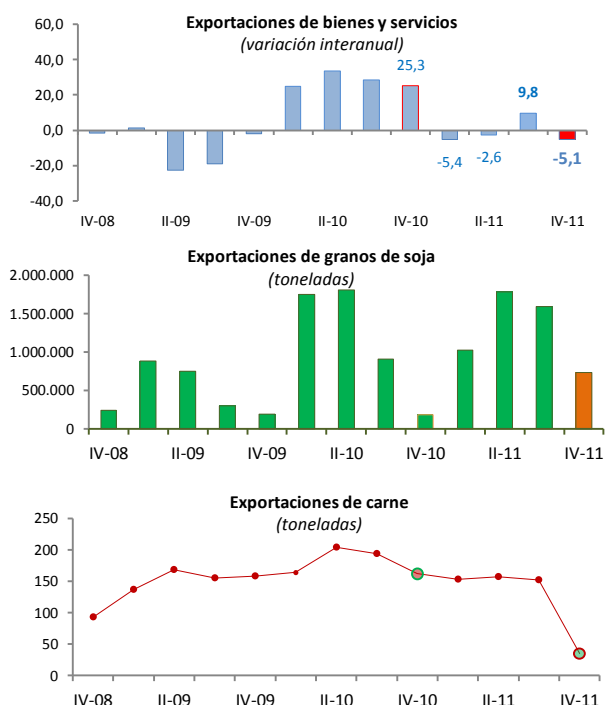 Exportaciones de bienes y servicios
(variación interanual)
60,0
40,0
20,0
0,0
-20,0
-40,0
25,3
9,8
-5,4
-2,6
-5,1
IV-08 II-09 IV-09 II-10 IV-10 II-11 IV-11
Exportaciones de granos de soja
(toneladas)
2.000.000
1.500.000
1.000.000
500.000
0
IV-08 II-09 IV-09 II-10 IV-10 II-11 IV-11
Exportaciones de carne
(toneladas)
250
200
150
100
50
0
IV-08 II-09 IV-09 II-10 IV-10 II-11 IV-11